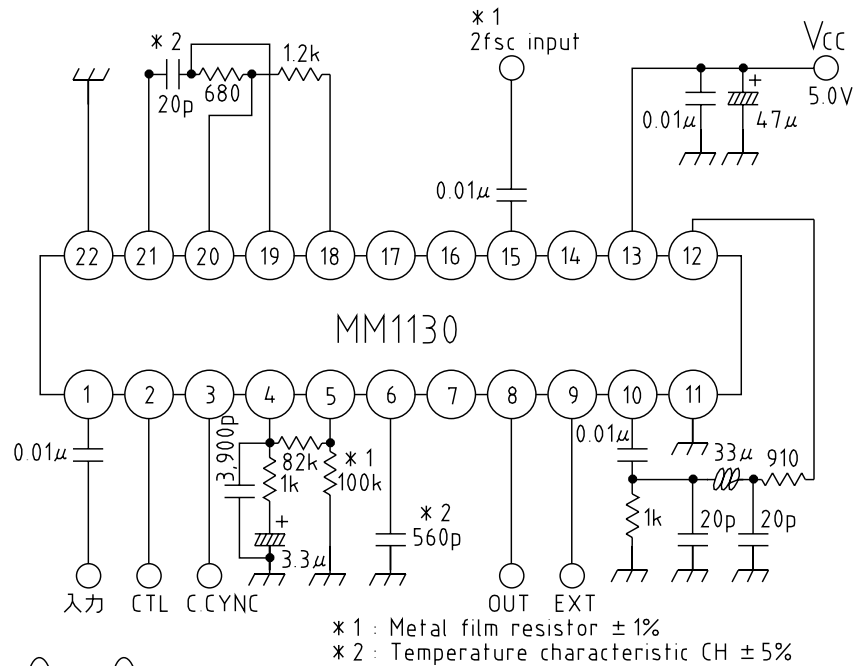 * 1
2fsc input
Vcc
5.0V
* 2
1.2k
20p
680
0.01μ
47μ
0.01μ
22
21
20
19
18
17
16
15
14
13
12
MM1130
1
2
3
4
5
6
7
8
9
10
11
0.01μ
3,900p
82k
1k
* 1
100k
3.3μ
* 2
560p
0.01μ
33μ
910
1k
20p
20p
入力
CTL
C.CYNC
OUT
EXT
* 1 : Metal film resistor ± 1%
* 2 : Temperature characteristic CH ± 5%